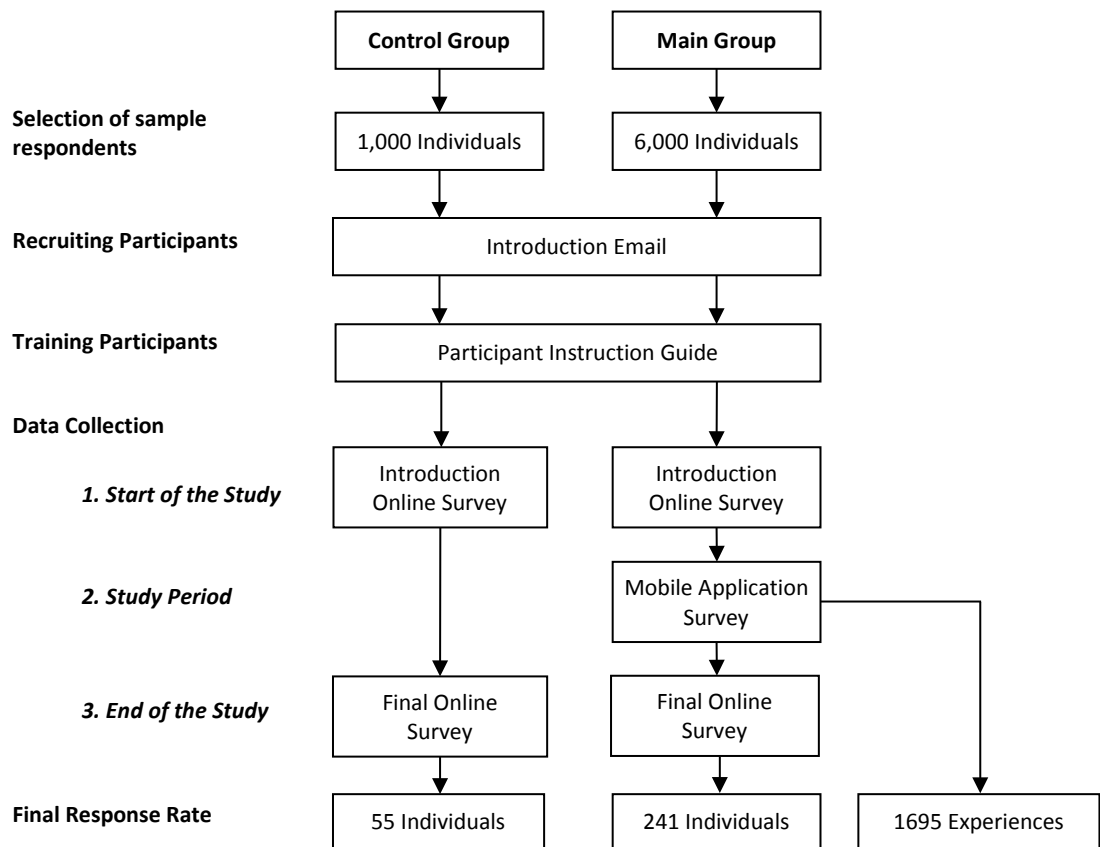 Control Group
Main Group
Selection of sample
respondents
1,000 Individuals
6,000 Individuals
Recruiting Participants
Introduction Email
Training Participants
Participant Instruction Guide
Data Collection
1. Start of the Study
Introduction
Online Survey
Introduction
Online Survey
2. Study Period
Mobile Application
Survey
3. End of the Study
Final Online
Survey
Final Online
Survey
Final Response Rate
55 Individuals
241 Individuals
1695 Experiences